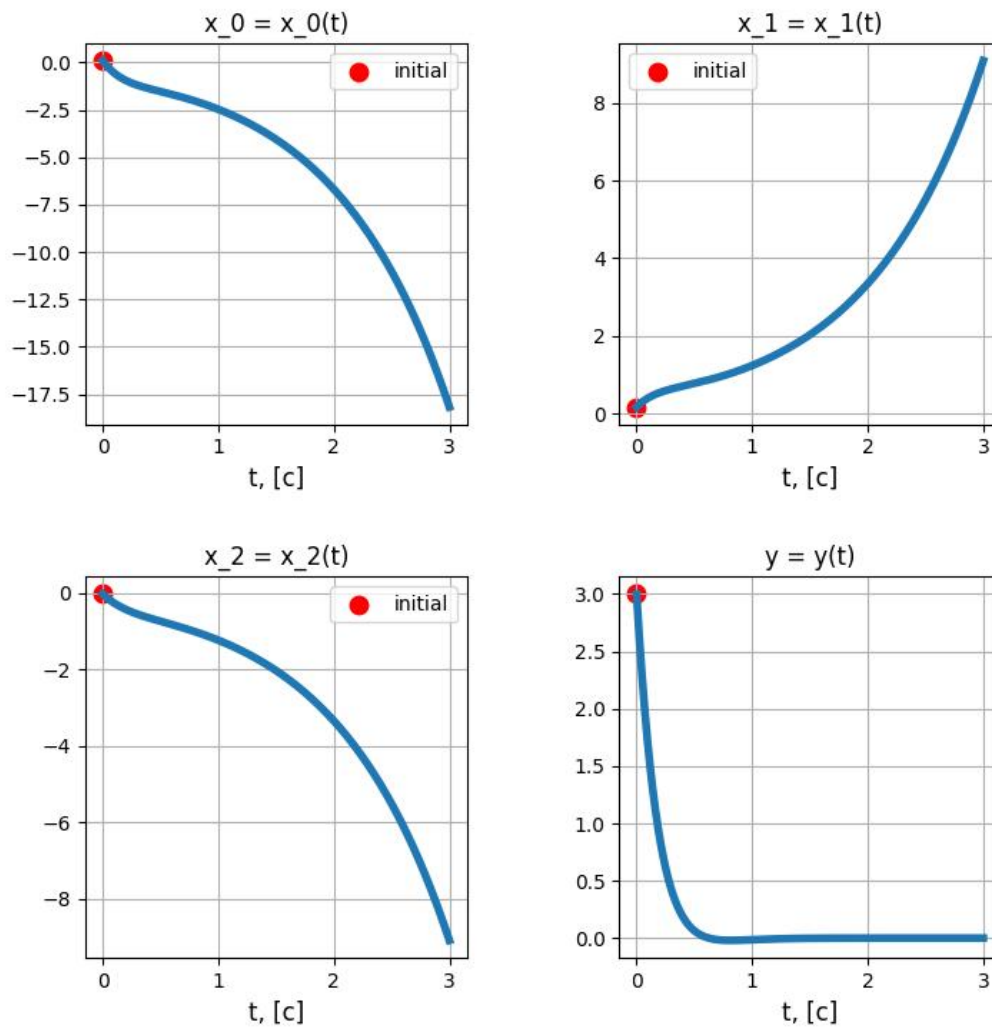 x_0 = x_0(t)
0.0
−2.5
−5.0
−7.5
−10.0
−12.5
−15.0
−17.5
initial
0 1 2 3
t, [c]
x_1 = x_1(t)
8
6
4
2
0
initial
0 1 2 3
t, [c]
x_2 = x_2(t)
0
−2
−4
−6
−8
initial
0 1 2 3
t, [c]
y = y(t)
3.0
2.5
2.0
1.5
1.0
0.5
0.0
0 1 2 3
t, [c]